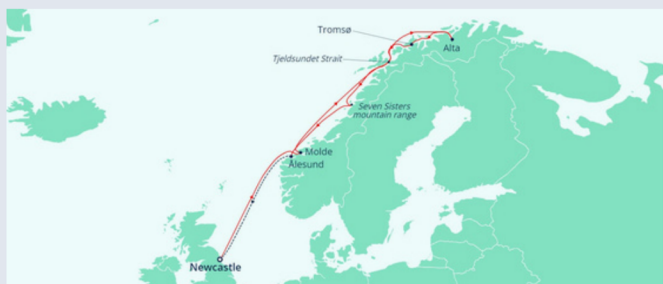 Tromsø
Alta
Tjeldsundet Strait
Seven Sisters
mountain range
Molde
Ålesund
Newcastle